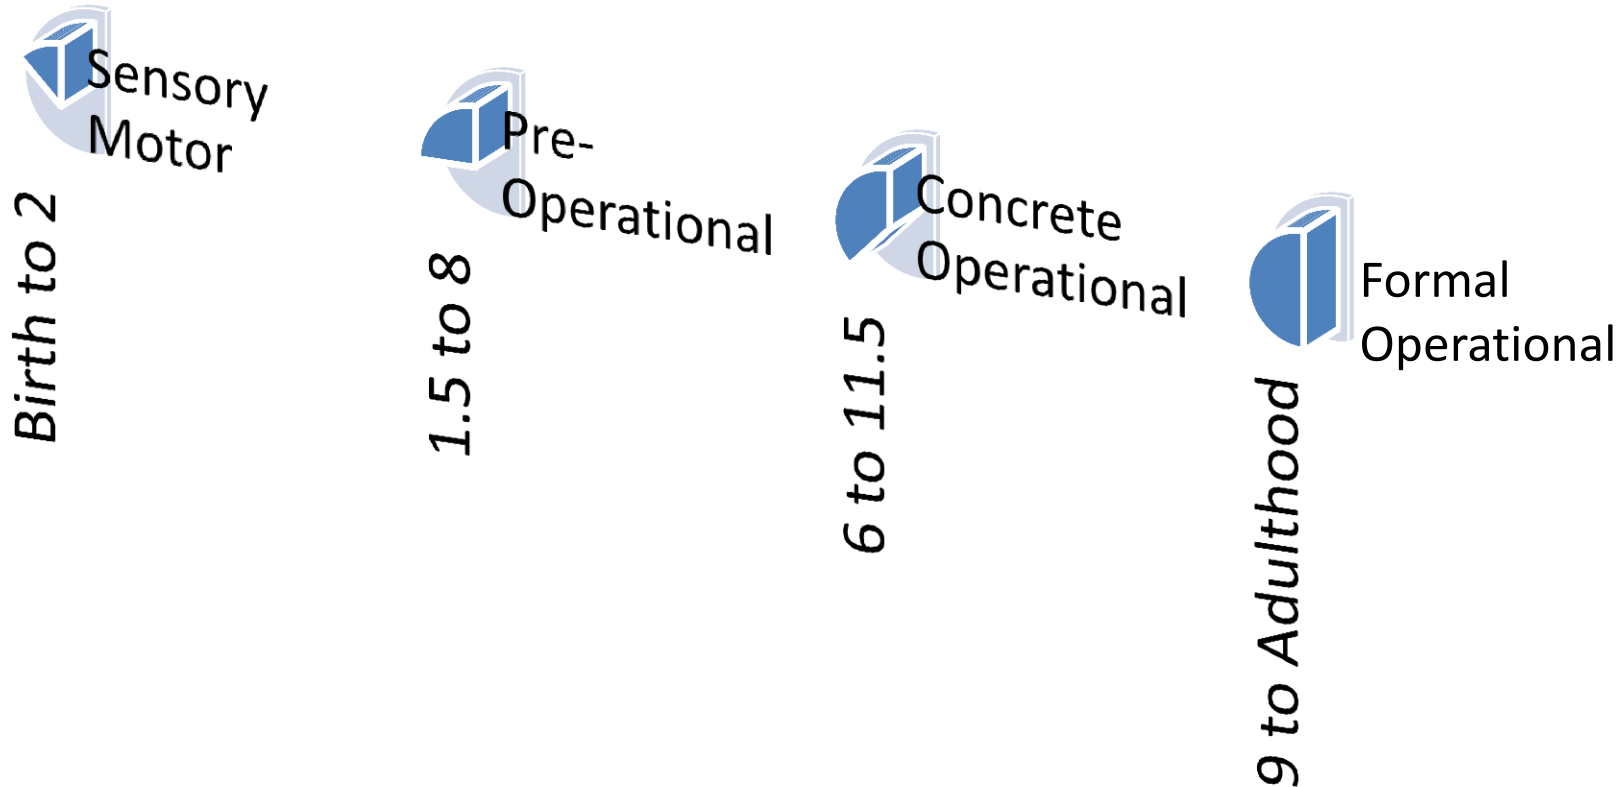 Sensory
Motor
Birth to 2
Pre-
Operational
1.5 to 8
Concrete
Operational
6 to 11.5
Formal
Operational
9 to Adulthood